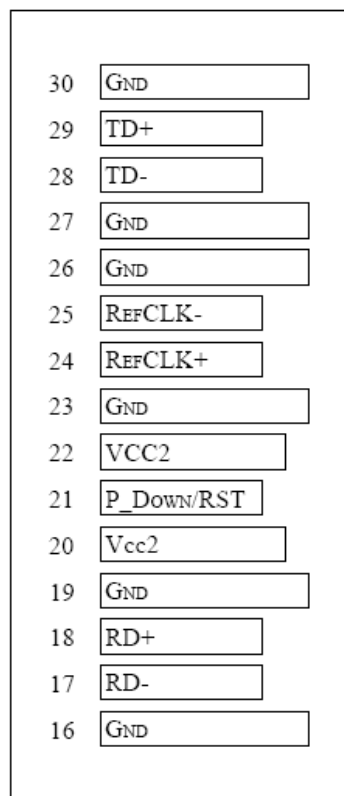 30 GND
29 TD+
28 TD-
27 GND
26 GND
25 REFCLK-
24 REFCLK+
23 GND
22 VCC2
21 P_DOWN/RST
20 Vcc2
19 GND
18 RD+
17 RD-
16 GND